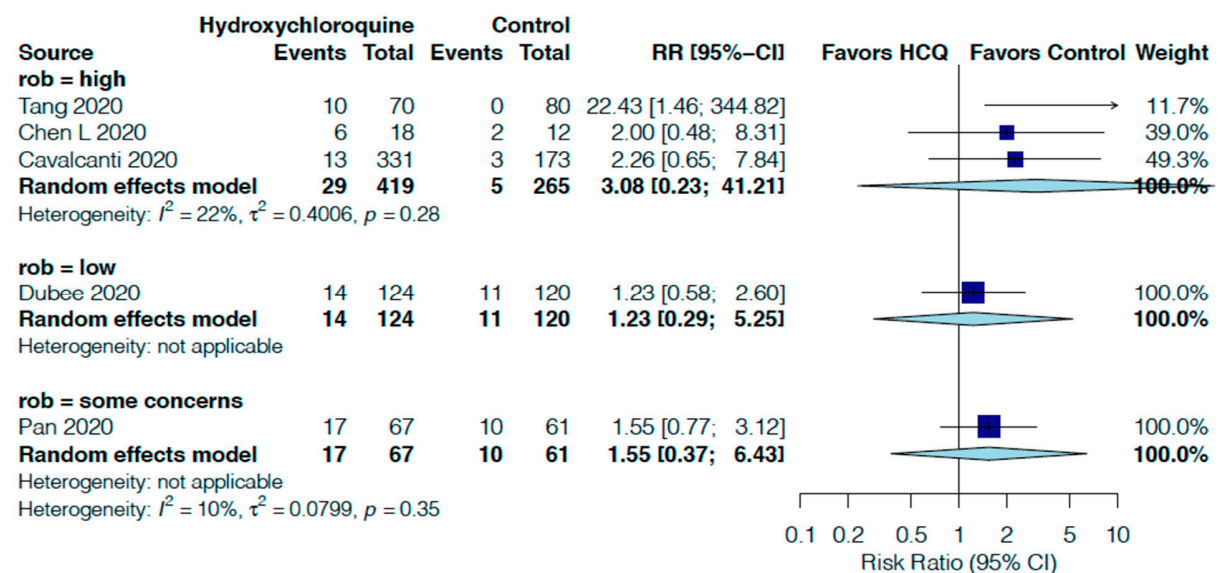 Hydroxychloroquine Control
Source Events Total Events Total RR [95%−CI] Favors HCQ Favors Control Weight
rob = high
Tang 2020 10 70 0 80 22.43 [1.46; 344.82] 11.7%
Chen L 2020 6 18 2 12 2.00 [0.48; 8.31] 39.0%
Cavalcanti 2020 13 331 3 173 2.26 [0.65; 7.84] 49.3%
Random effects model 29 419 5 265 3.08 [0.23; 41.21] 100.0%
Heterogeneity: I² = 22%, τ² = 0.4006, p = 0.28
rob = low
Dubee 2020 14 124 11 120 1.23 [0.58; 2.60] 100.0%
Random effects model 14 124 11 120 1.23 [0.29; 5.25] 100.0%
Heterogeneity: not applicable
rob = some concerns
Pan 2020 17 67 10 61 1.55 [0.77; 3.12] 100.0%
Random effects model 17 67 10 61 1.55 [0.37; 6.43] 100.0%
Heterogeneity: not applicable
Heterogeneity: I² = 10%, τ² = 0.0799, p = 0.35
0.1 0.2 0.5 1 2 5 10
Risk Ratio (95% CI)